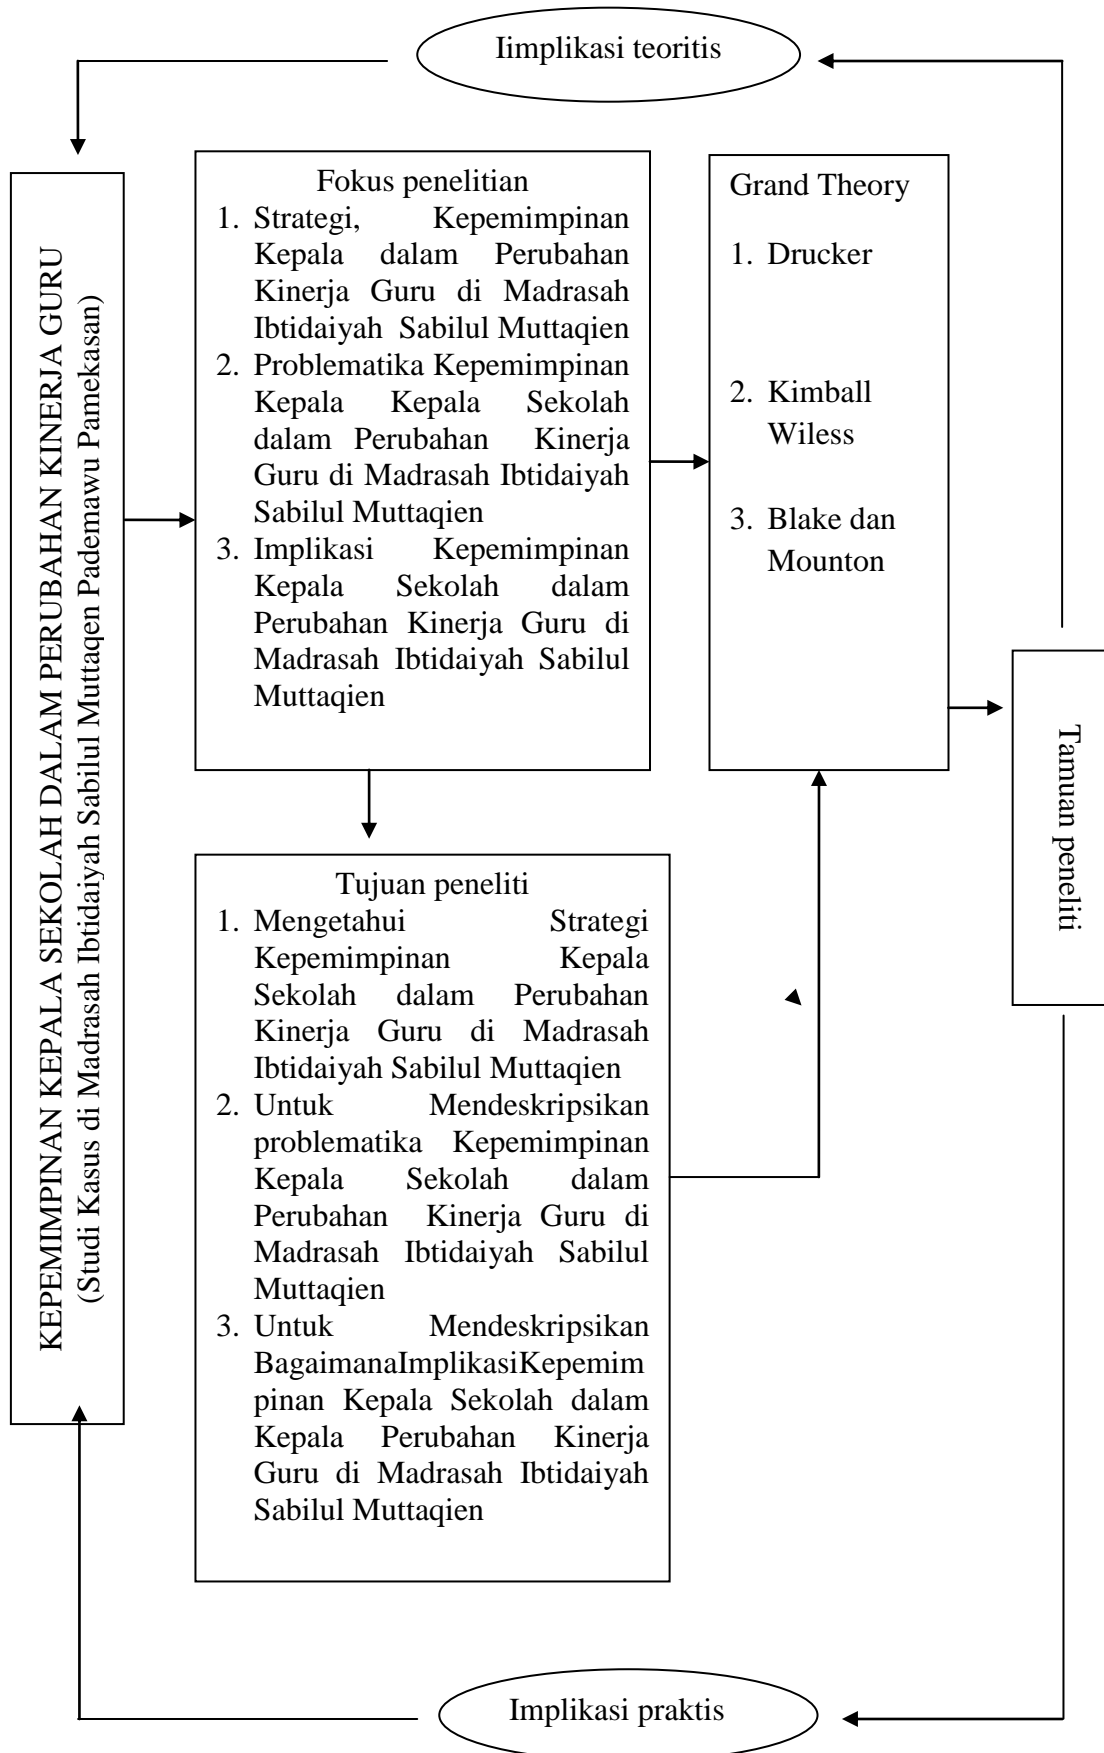 Iimplikasi teoritis
KEPEMIMPINAN KEPALA SEKOLAH DALAM PERUBAHAN KINERJA GURU
(Studi Kasus di Madrasah Ibtidaiyah Sabilul Muttaqen Pademawu Pamekasan)
Fokus penelitian
1. Strategi, Kepemimpinan
Kepala dalam Perubahan
Kinerja Guru di Madrasah
Ibtidaiyah Sabilul Muttaqien
2. Problematika Kepemimpinan
Kepala Kepala Sekolah
dalam Perubahan Kinerja
Guru di Madrasah Ibtidaiyah
Sabilul Muttaqien
3. Implikasi Kepemimpinan
Kepala Sekolah dalam
Perubahan Kinerja Guru di
Madrasah Ibtidaiyah Sabilul
Muttaqien
Grand Theory
1. Drucker
2. Kimball
Wiless
3. Blake dan
Mounton
Tamuan peneliti
Tujuan peneliti
1. Mengetahui Strategi
Kepemimpinan Kepala
Sekolah dalam Perubahan
Kinerja Guru di Madrasah
Ibtidaiyah Sabilul Muttaqien
2. Untuk Mendeskripsikan
problematika Kepemimpinan
Kepala Sekolah dalam
Perubahan Kinerja Guru di
Madrasah Ibtidaiyah Sabilul
Muttaqien
3. Untuk Mendeskripsikan
BagaimanaImplikasiKepemim
pinan Kepala Sekolah dalam
Kepala Perubahan Kinerja
Guru di Madrasah Ibtidaiyah
Sabilul Muttaqien
Implikasi praktis